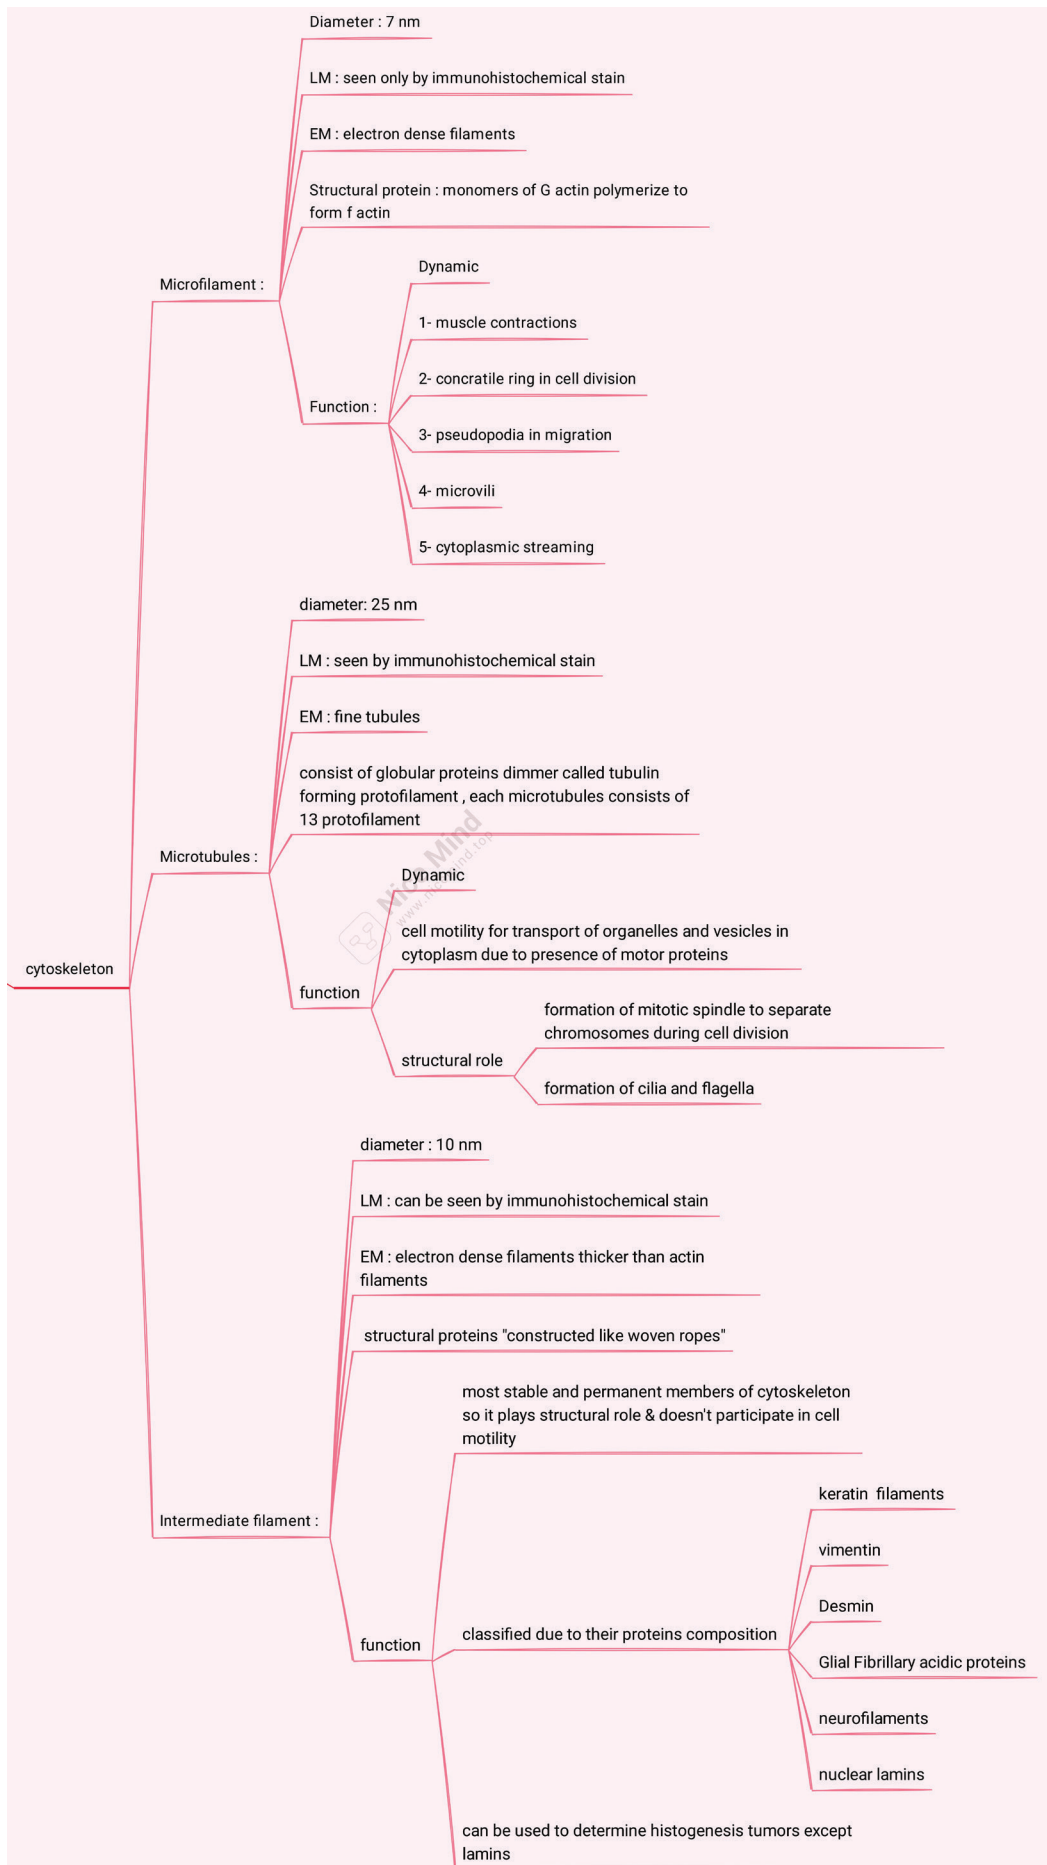 Diameter : 7 nm
LM : seen only by immunohistochemical stain
EM : electron dense filaments
Structural protein : monomers of G actin polymerize to
form f actin
Microfilament :
Dynamic
1- muscle contractions
2- concratile ring in cell division
Function :
3- pseudopodia in migration
4- microvili
5- cytoplasmic streaming
diameter: 25 nm
LM : seen by immunohistochemical stain
EM : fine tubules
consist of globular proteins dimmer called tubulin
forming protofilament , each microtubules consists of
13 protofilament
Microtubules :
Dynamic
cell motility for transport of organelles and vesicles in
cytoplasm due to presence of motor proteins
cytoskeleton
function
formation of mitotic spindle to separate
chromosomes during cell division
structural role
formation of cilia and flagella
Nice Mind
www.nicemind.top
diameter : 10 nm
LM : can be seen by immunohistochemical stain
EM : electron dense filaments thicker than actin
filaments
structural proteins "constructed like woven ropes"
most stable and permanent members of cytoskeleton
so it plays structural role & doesn't participate in cell
motility
Intermediate filament :
keratin filaments
vimentin
Desmin
function
classified due to their proteins composition
Glial Fibrillary acidic proteins
neurofilaments
nuclear lamins
can be used to determine histogenesis tumors except
lamins